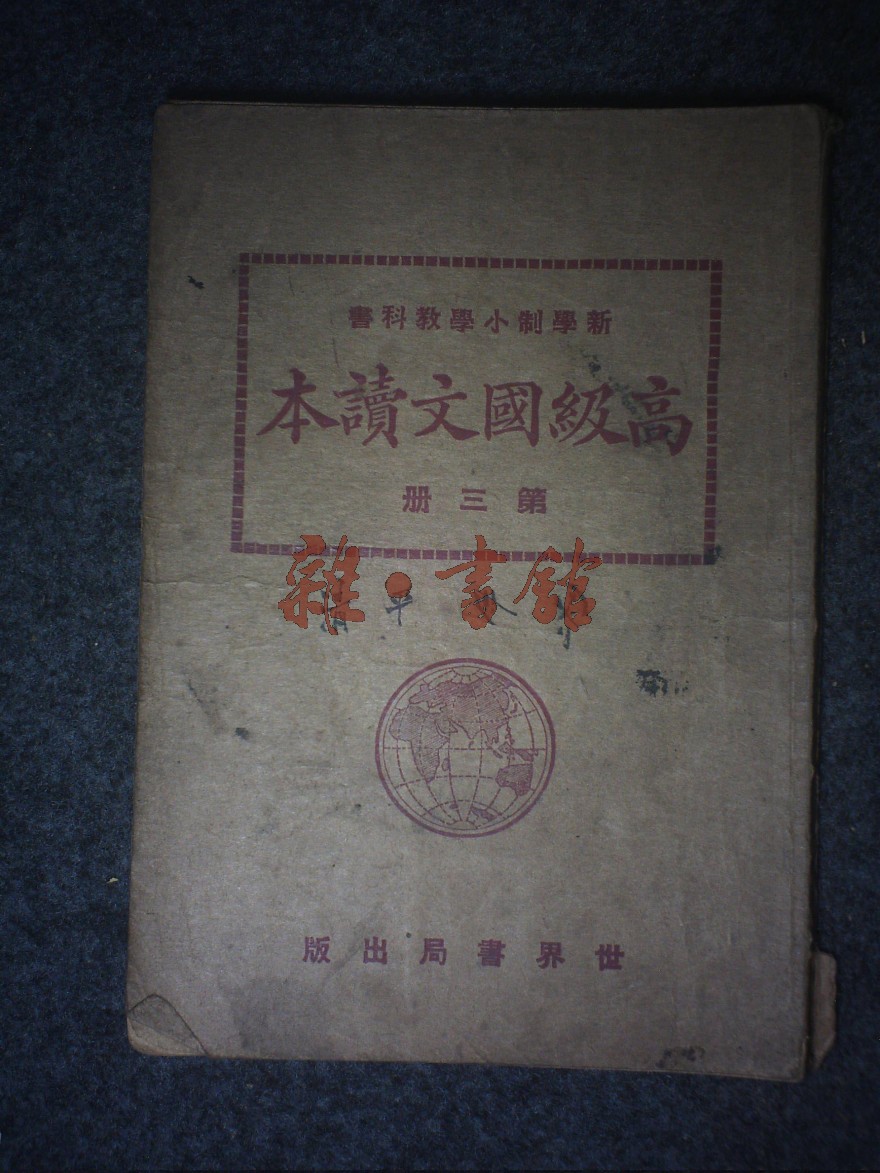 新學制小學教科書
高級國文讀本
第三册
雜·書館
世界書局出版